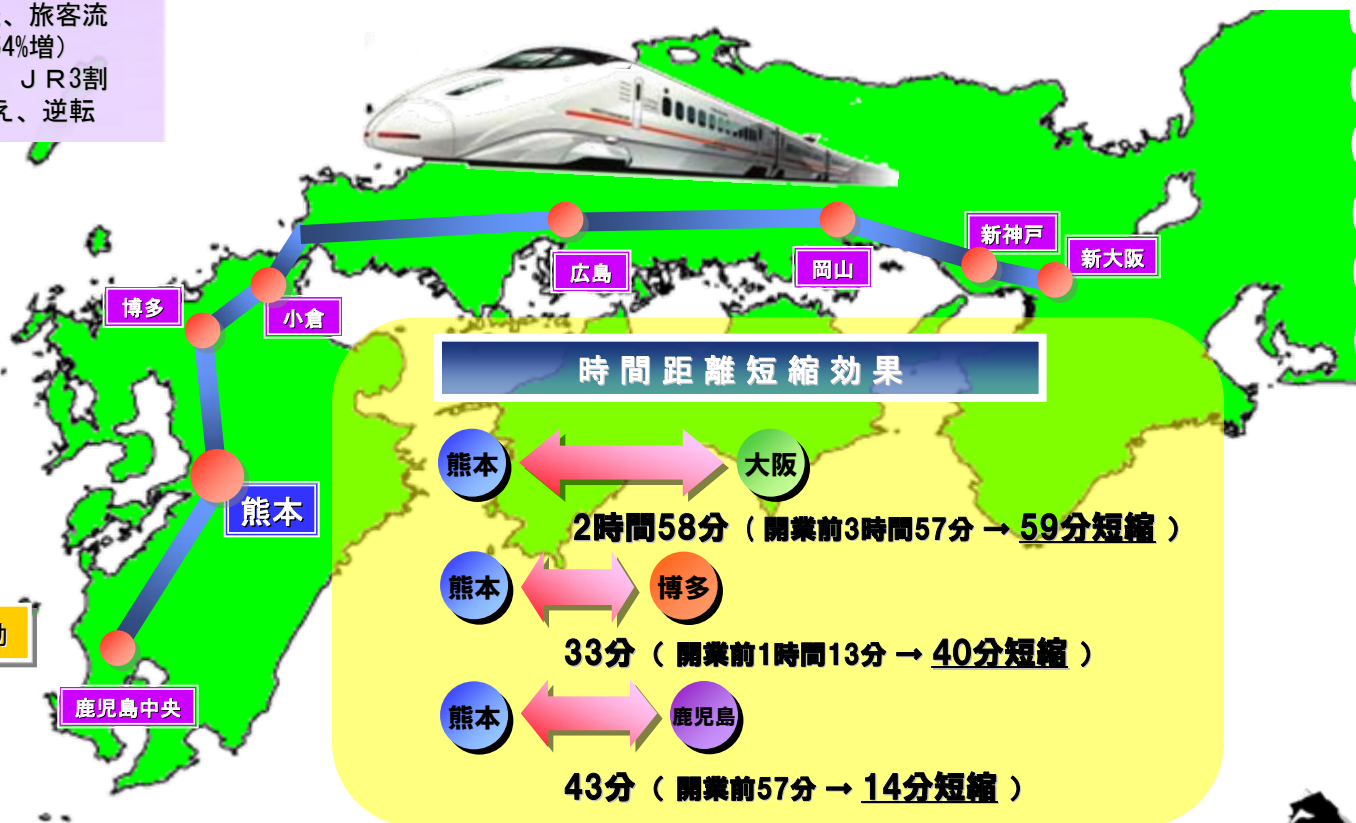 、旅客流
54%増）
ＪＲ3割
え、逆転
新神戸
新大阪
広島
岡山
博多
小倉
時間距離短縮効果
熊本
大阪
熊本
2時間58分（開業前3時間57分→59分短縮）
熊本
博多
33分（開業前1時間13分→40分短縮）
鹿児島中央
熊本
鹿児島
43分（開業前57分→14分短縮）